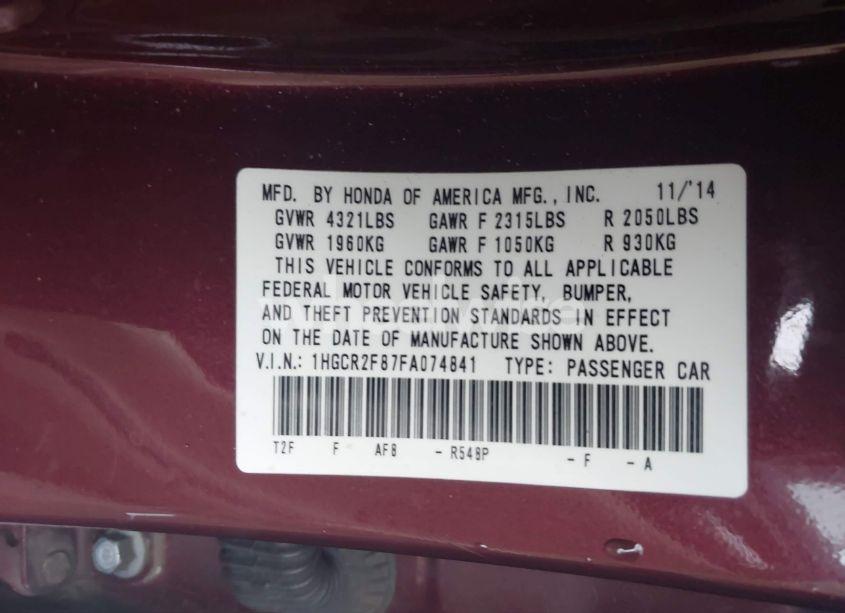 MFD. BY HONDA OF AMERICA MFG., INC. 11/'14
GVWR 4321LBS GAWR F 2315LBS R 2050LBS
GVWR 1960KG GAWR F 1050KG R 930KG
THIS VEHICLE CONFORMS TO ALL APPLICABLE
FEDERAL MOTOR VEHICLE SAFETY, BUMPER,
AND THEFT PREVENTION STANDARDS IN EFFECT
ON THE DATE OF MANUFACTURE SHOWN ABOVE.
V.I.N.: 1HGCR2F87FA074841 TYPE: PASSENGER CAR
T2F F AF8 - R548P - F - A